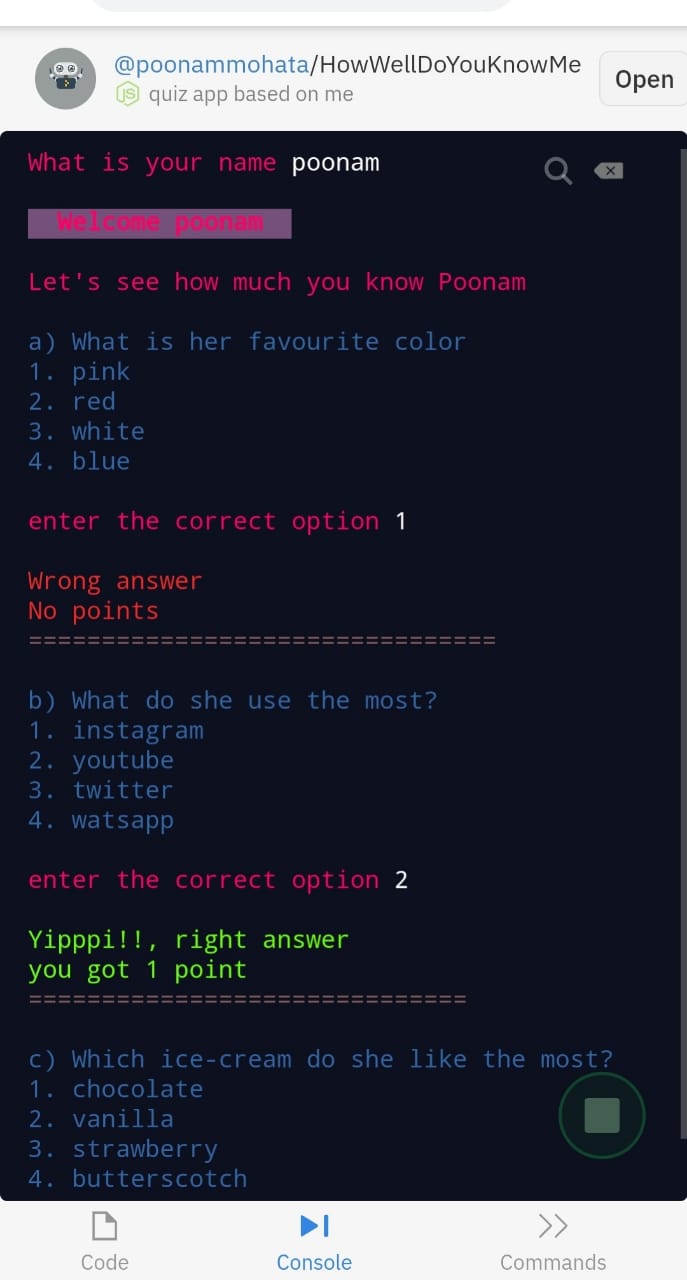 @poonammohata/HowWellDoYouKnowMe
Open
JS quiz app based on me
What is your name poonam
Welcome poonam
Let's see how much you know Poonam
a) What is her favourite color
1. pink
2. red
3. white
4. blue
enter the correct option 1
Wrong answer
No points
================================
b) What do she use the most?
1. instagram
2. youtube
3. twitter
4. watsapp
enter the correct option 2
Yipppi!!, right answer
you got 1 point
==============================
c) Which ice-cream do she like the most?
1. chocolate
2. vanilla
3. strawberry
4. butterscotch
Code
Console
Commands